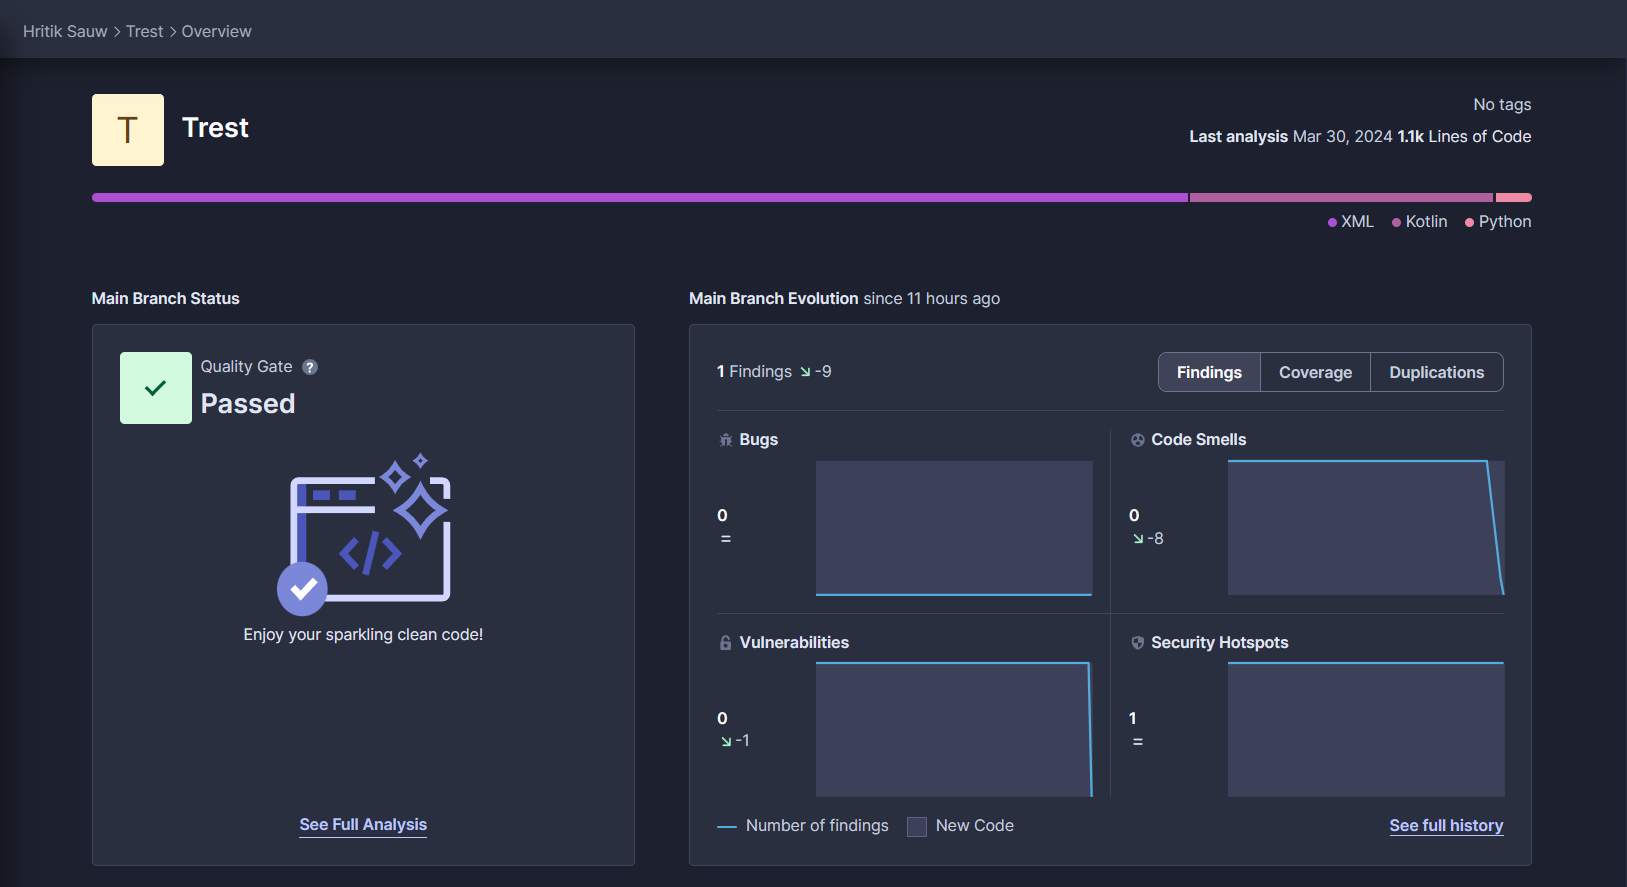 Hritik Sauw > Trest > Overview
T
Trest
No tags
Last analysis Mar 30, 2024 1.1k Lines of Code
XML Kotlin Python
Main Branch Status
Quality Gate ?
Passed
</>
Enjoy your sparkling clean code!
See Full Analysis
Main Branch Evolution since 11 hours ago
1 Findings -9
Findings Coverage Duplications
Bugs
0
=
Code Smells
0
-8
Vulnerabilities
0
-1
Security Hotspots
1
=
Number of findings New Code
See full history